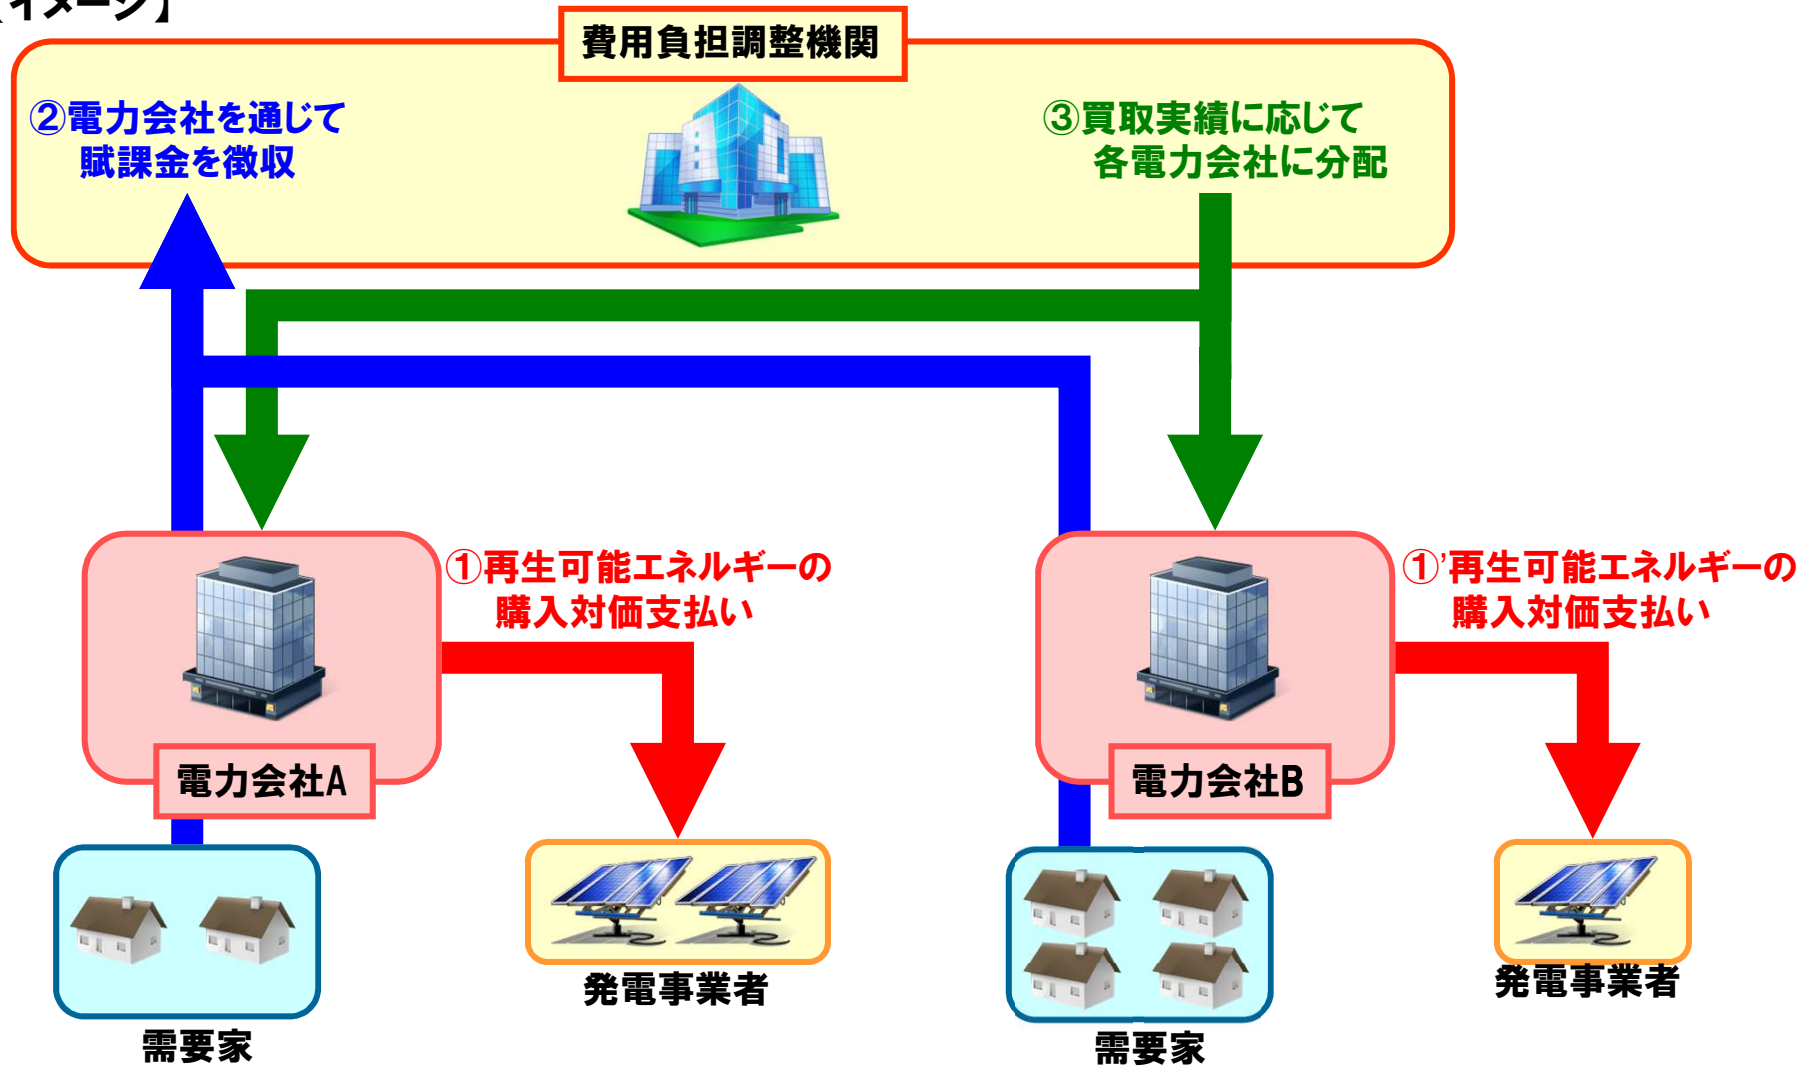 【イメージ】
費用負担調整機関
②電力会社を通じて
賦課金を徴収
③買取実績に応じて
各電力会社に分配
①再生可能エネルギーの
購入対価支払い
①’再生可能エネルギーの
購入対価支払い
電力会社A
電力会社B
発電事業者
発電事業者
需要家
需要家